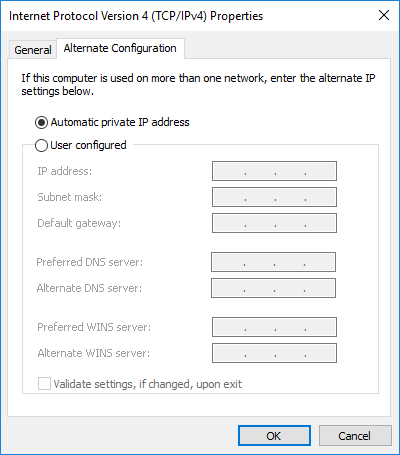 Internet Protocol Version 4 (TCP/IPv4) Properties
General
Alternate Configuration
If this computer is used on more than one network, enter the alternate IP
settings below.
Automatic private IP address
User configured
IP address:
. . .
Subnet mask:
. . .
Default gateway:
. . .
Preferred DNS server:
. . .
Alternate DNS server:
. . .
Preferred WINS server:
. . .
Alternate WINS server:
. . .
Validate settings, if changed, upon exit
OK
Cancel